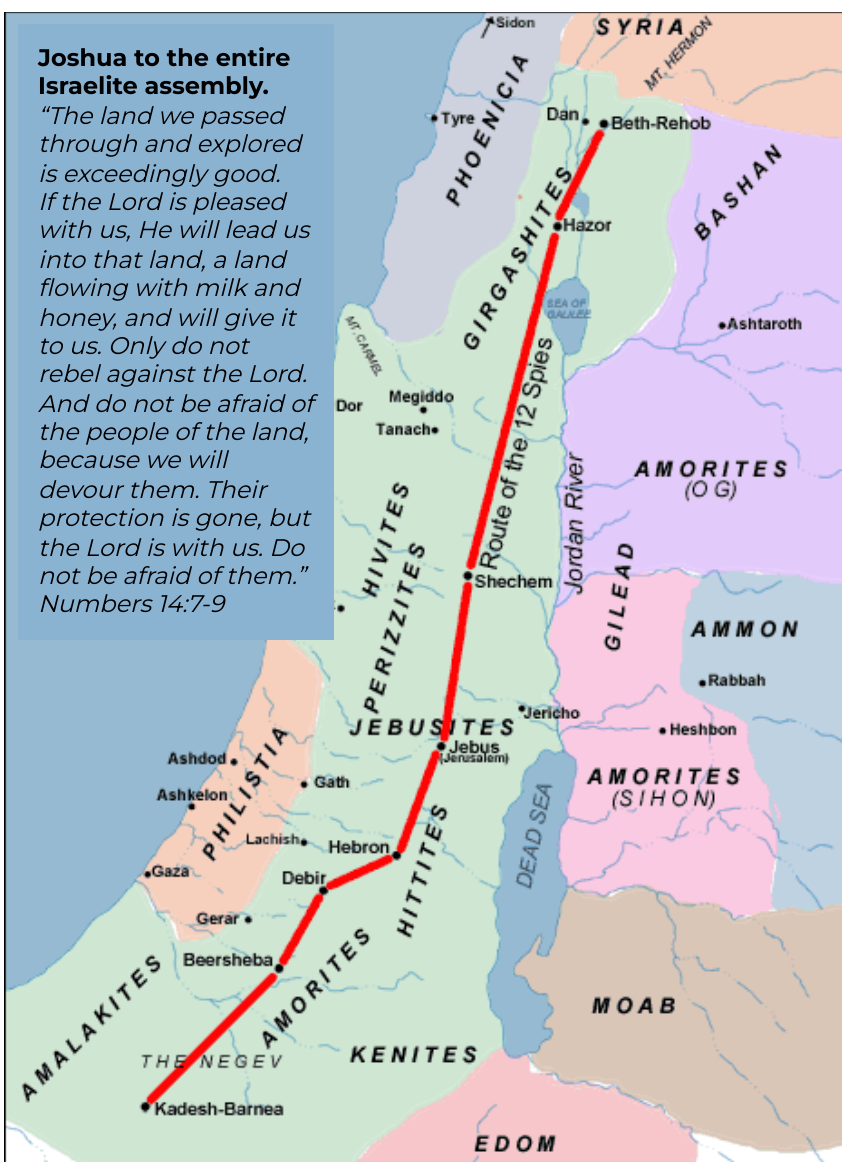 Joshua to the entire
Israelite assembly.
“The land we passed
through and explored
is exceedingly good.
If the Lord is pleased
with us, He will lead us
into that land, a land
flowing with milk and
honey, and will give it
to us. Only do not
rebel against the Lord.
And do not be afraid of
the people of the land,
because we will
devour them. Their
protection is gone, but
the Lord is with us. Do
not be afraid of them.”
Numbers 14:7-9
Sidon
SYRIA
MT. HERMON
PHOENICIA
Tyre
Dan
Beth-Rehob
BASHAN
GIRGASHITES
Hazor
SEA OF
GALILEE
MT. CARMEL
Ashtaroth
Route of the 12 Spies
Dor
Megiddo
Tanach
AMORITES
(OG)
Jordan River
HIVITES
PERIZZITES
Shechem
GILEAD
AMMON
Rabbah
JEBUSITES
Jericho
Jebus
(Jerusalem)
Heshbon
Ashdod
PHILISTIA
Gath
Ashkelon
AMORITES
(SIHON)
DEAD SEA
Lachish
Hebron
HITTITES
Gaza
Debir
Gerar
Beersheba
AMORITES
AMALAKITES
MOAB
THE NEGEV
KENITES
Kadesh-Barnea
EDOM